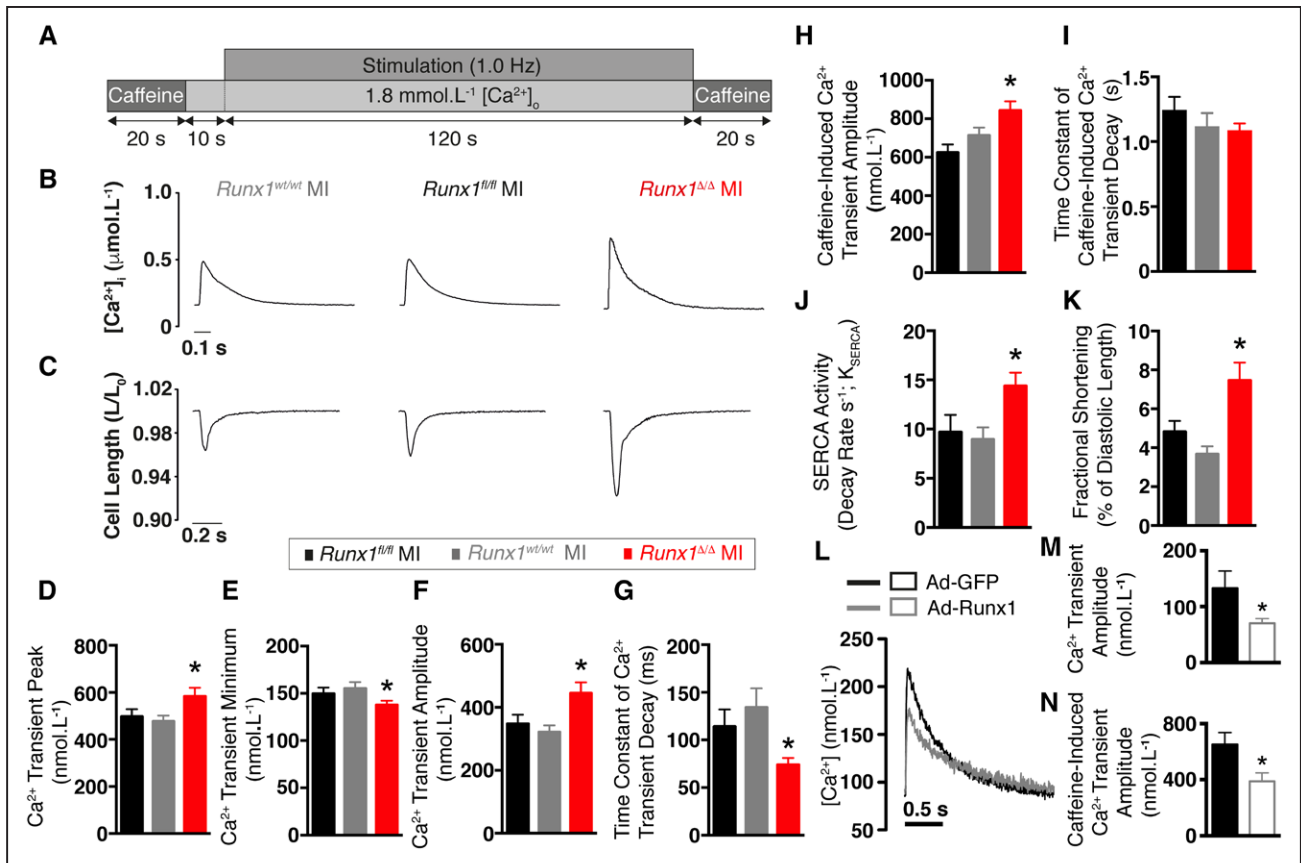 A
Stimulation (1.0 Hz)
Caffeine
1.8 mmol.L-1 [Ca2+]o
Caffeine
20 s
10 s
120 s
20 s
B
Runx1wt/wt MI
Runx1fl/fl MI
Runx1Δ/Δ MI
[Ca2+]i (µmol.L-1)
1.0
0.5
0
0.1 s
C
Cell Length (L/L0)
1.02
0.98
0.94
0.90
0.2 s
Runx1fl/fl MI
Runx1wt/wt MI
Runx1Δ/Δ MI
D
Ca2+ Transient Peak
(nmol.L-1)
800
600
400
200
0
*
E
Ca2+ Transient Minimum
(nmol.L-1)
200
150
100
50
0
*
F
Ca2+ Transient Amplitude
(nmol.L-1)
600
400
200
0
*
G
Time Constant of Ca2+
Transient Decay (ms)
200
150
100
50
0
*
H
Caffeine-Induced Ca2+
Transient Amplitude
(nmol.L-1)
1000
800
600
400
200
0
*
I
Time Constant of
Caffeine-Induced Ca2+
Transient Decay (s)
1.5
1.0
0.5
0
J
SERCA Activity
(Decay Rate s-1; KSERCA)
20
15
10
5
0
*
K
Fractional Shortening
(% of Diastolic Length)
10
8
6
4
2
0
*
L
Ad-GFP
Ad-Runx1
[Ca2+] (nmol.L-1)
250
200
150
100
50
0.5 s
M
Ca2+ Transient
Amplitude
(nmol.L-1)
200
100
0
*
N
Caffeine-Induced
Ca2+ Transient
Amplitude
(nmol.L-1)
800
400
0
*